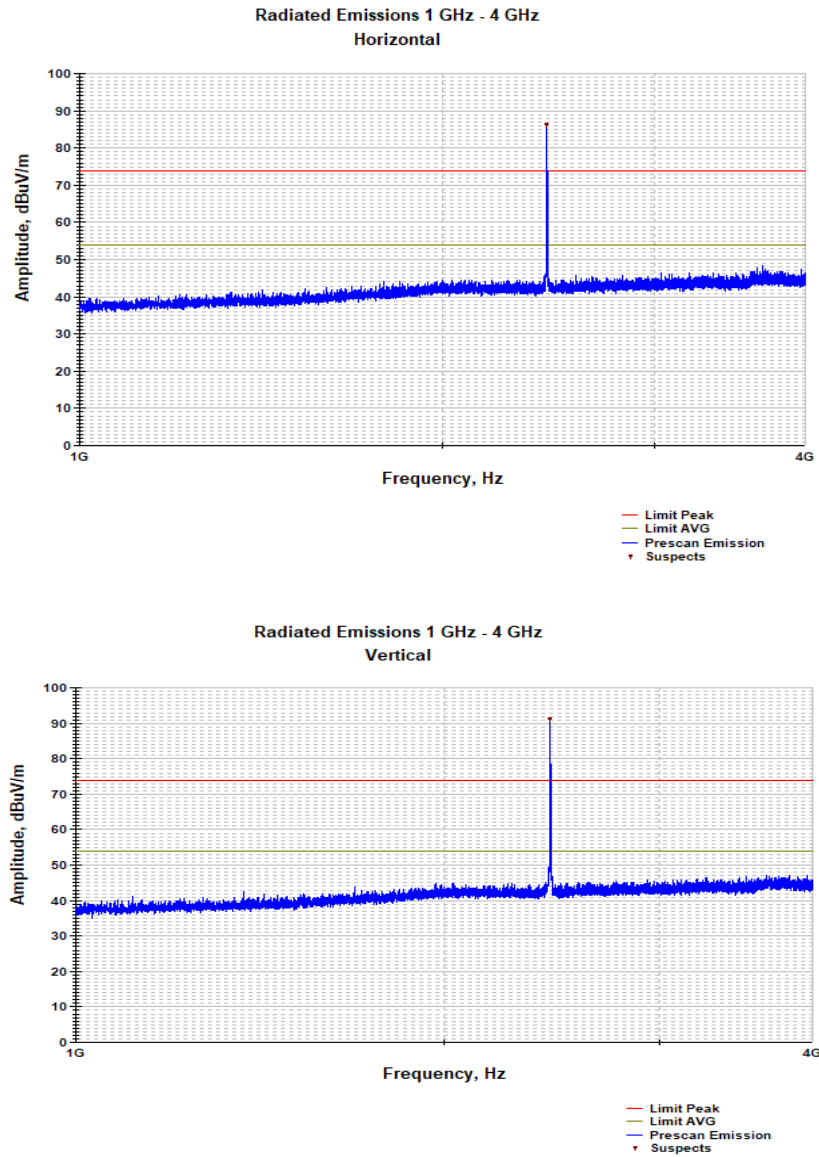 Radiated Emissions 1 GHz - 4 GHz
Horizontal
Amplitude, dBuV/m
100
90
80
70
60
50
40
30
20
10
0
1G
4G
Frequency, Hz
Limit Peak
Limit AVG
Prescan Emission
Suspects
Radiated Emissions 1 GHz - 4 GHz
Vertical
Amplitude, dBuV/m
100
90
80
70
60
50
40
30
20
10
0
1G
4G
Frequency, Hz
Limit Peak
Limit AVG
Prescan Emission
Suspects